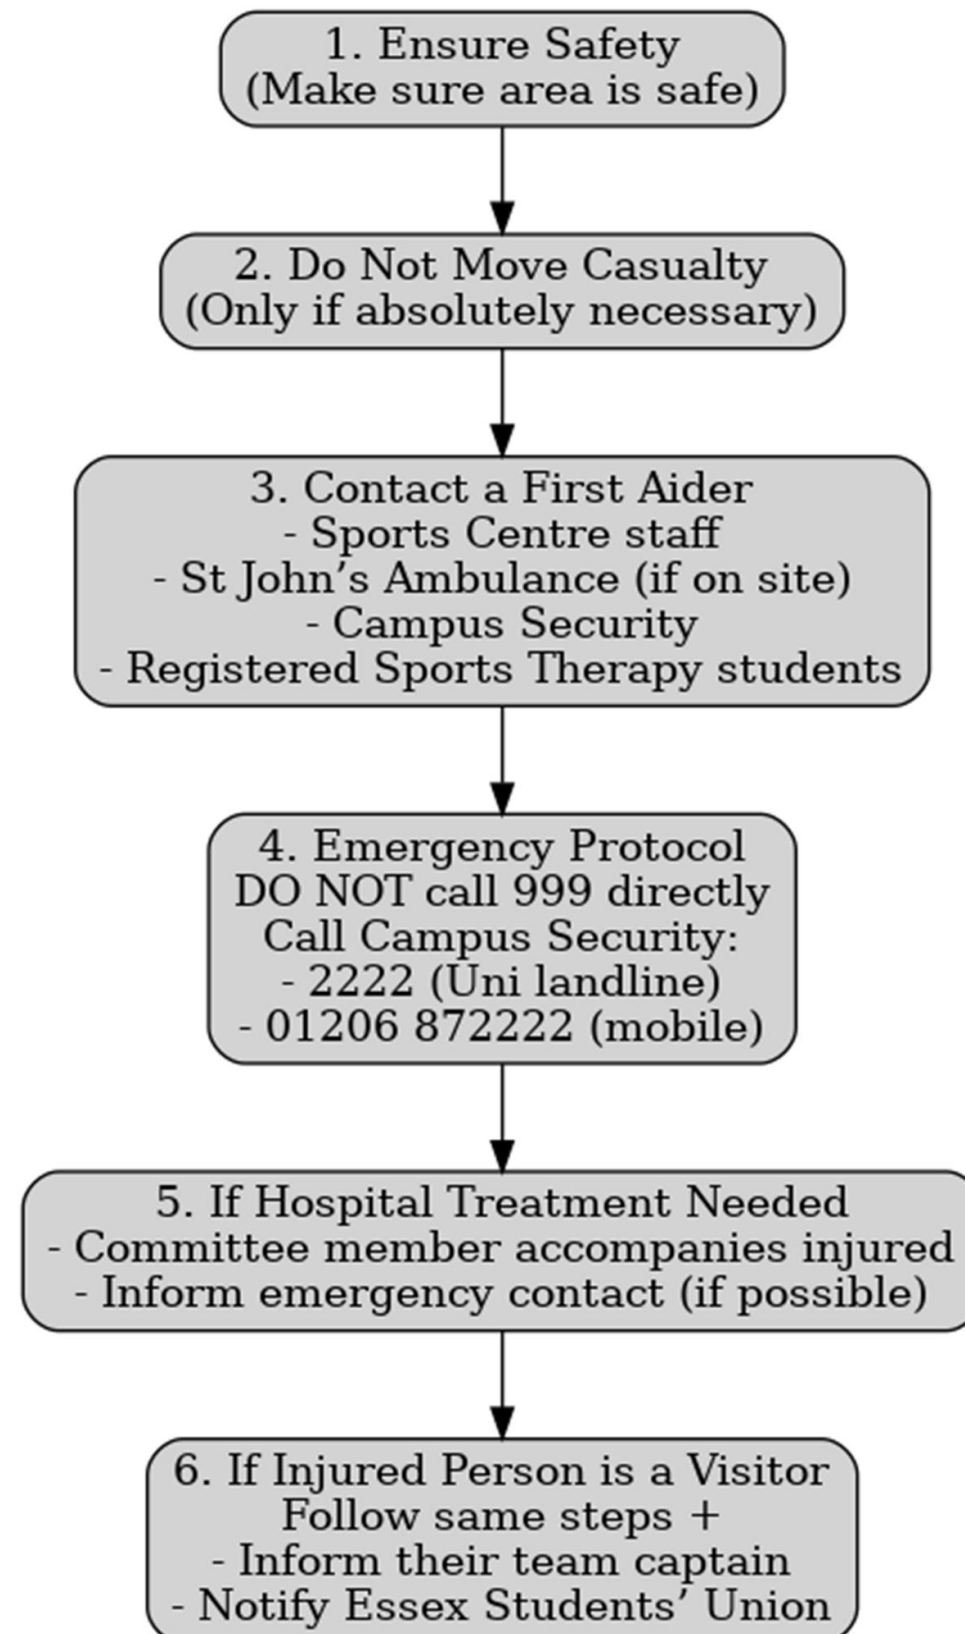 1. Ensure Safety
(Make sure area is safe)
2. Do Not Move Casualty
(Only if absolutely necessary)
3. Contact a First Aider
- Sports Centre staff
- St John’s Ambulance (if on site)
- Campus Security
- Registered Sports Therapy students
4. Emergency Protocol
DO NOT call 999 directly
Call Campus Security:
- 2222 (Uni landline)
- 01206 872222 (mobile)
5. If Hospital Treatment Needed
- Committee member accompanies injured
- Inform emergency contact (if possible)
6. If Injured Person is a Visitor
Follow same steps +
- Inform their team captain
- Notify Essex Students’ Union